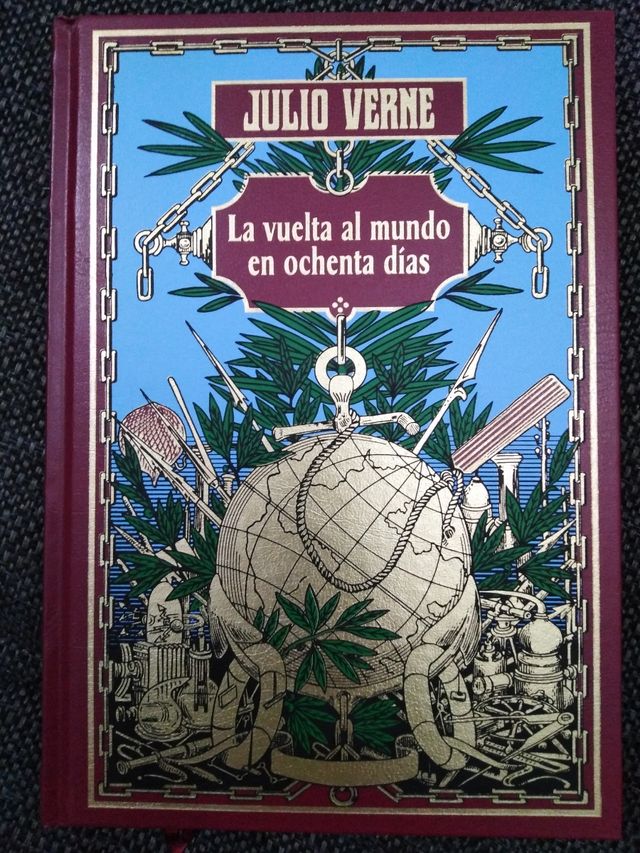 JULIO VERNE
La vuelta al mundo
en ochenta días